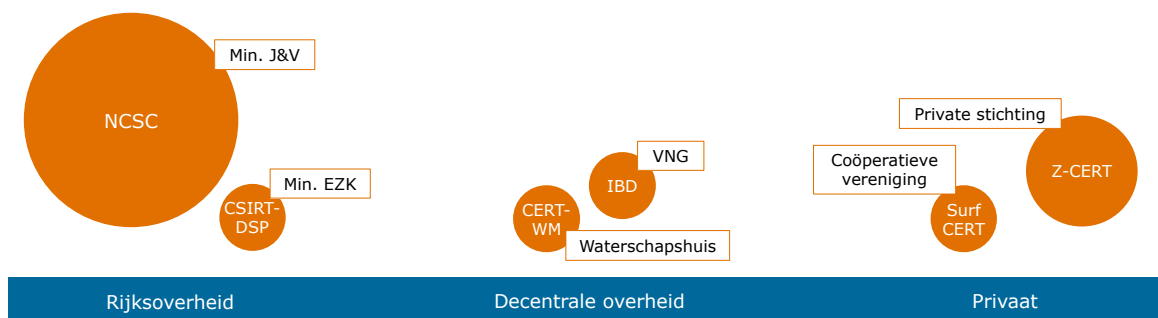 Min. J&V
NCSC
Min. EZK
CSIRT-
DSP
VNG
IBD
CERT-
WM
Waterschapshuis
Private stichting
Coöperatieve
vereniging
Z-CERT
Surf
CERT
Rijksoverheid
Decentrale overheid
Privaat